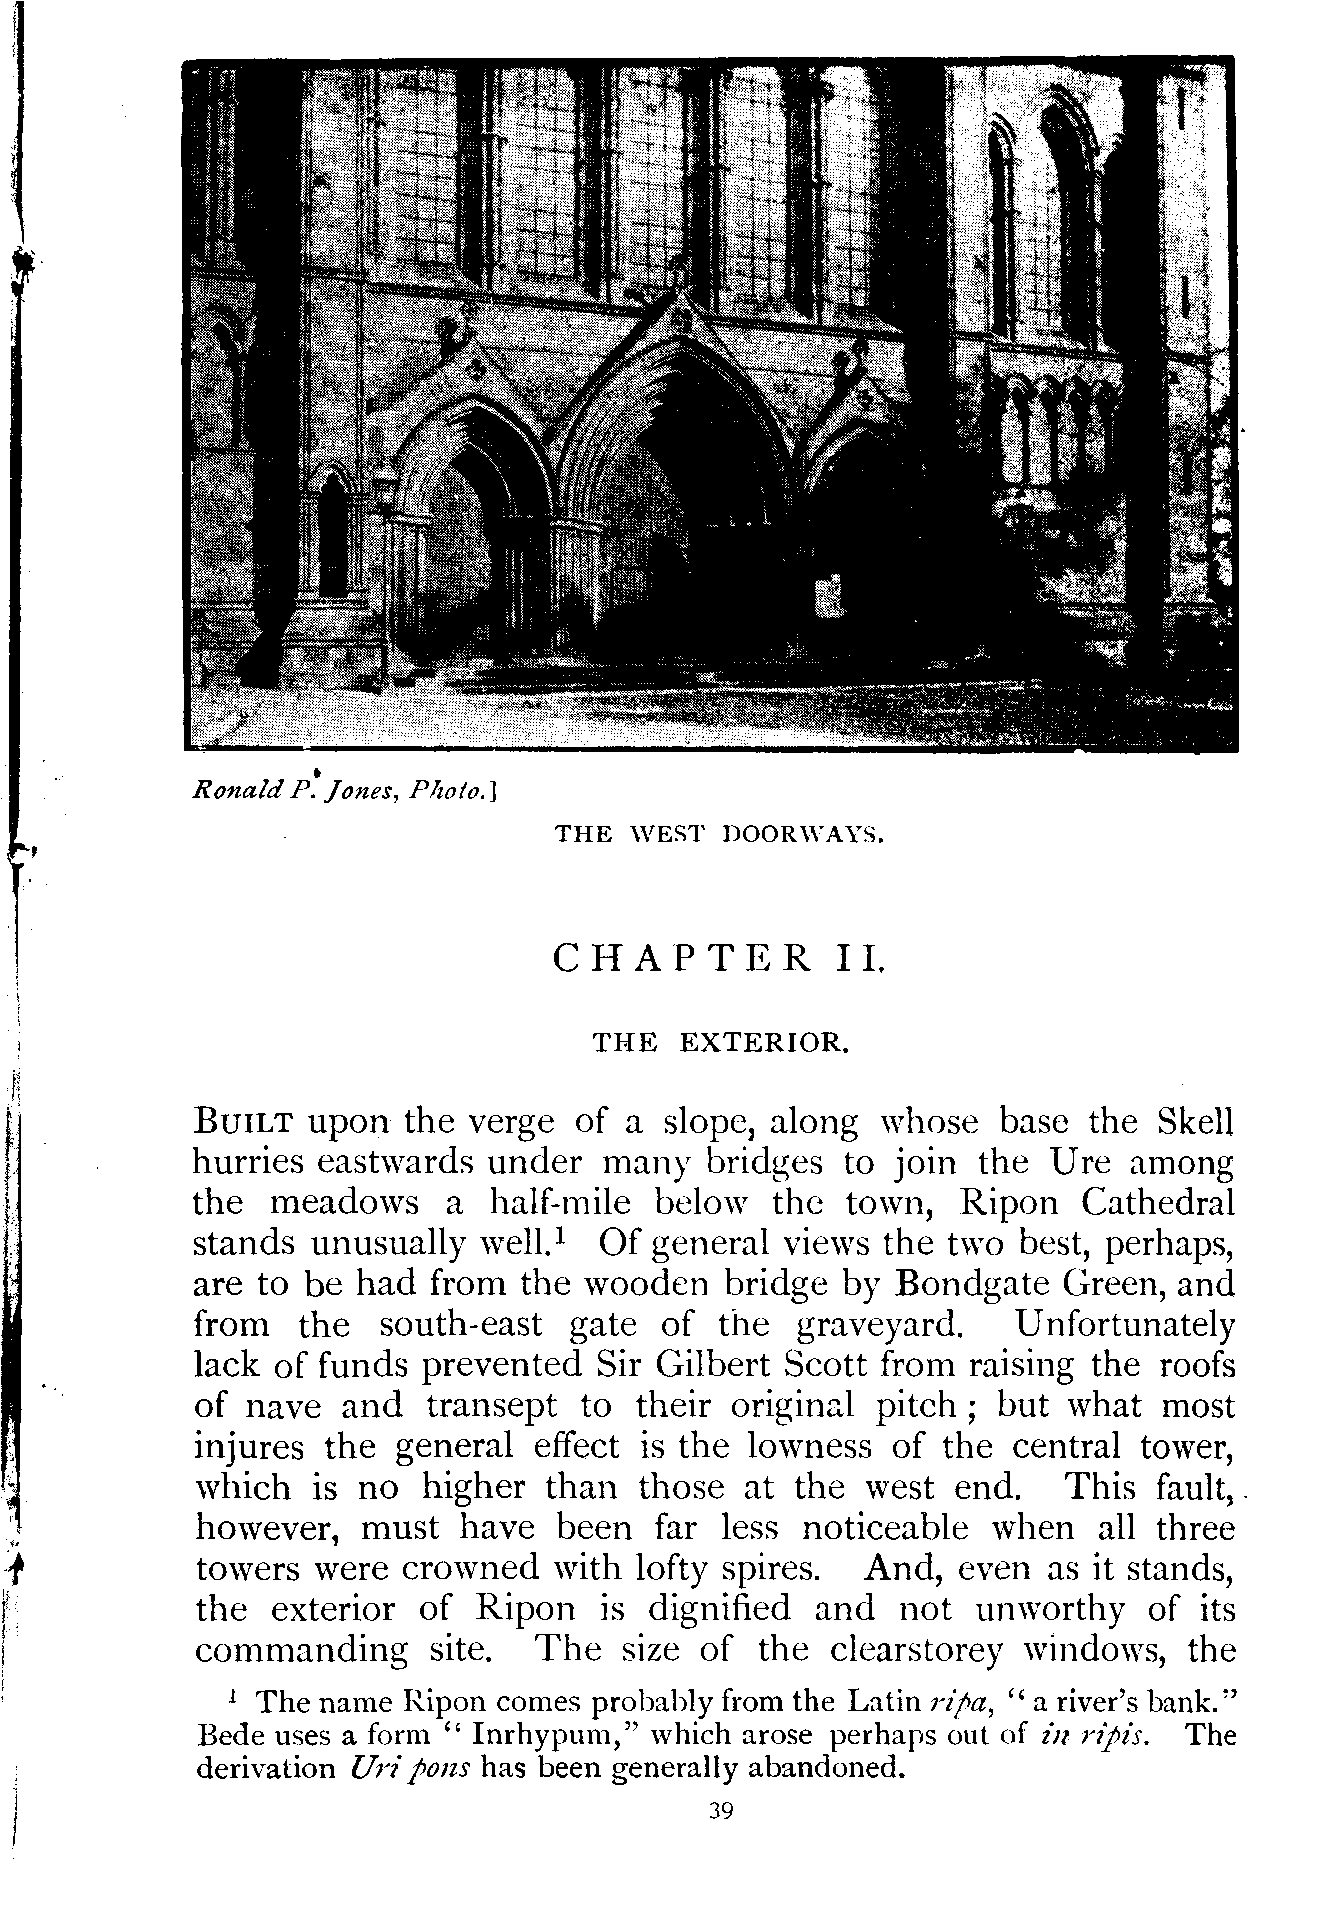 Ronald P. Jones, Photo.]
THE WEST DOORWAYS.
CHAPTER II.
THE EXTERIOR.
BUILT upon the verge of a slope, along whose base the Skell
hurries eastwards under many bridges to join the Ure among
the meadows a half-mile below the town, Ripon Cathedral
stands unusually well.¹ Of general views the two best, perhaps,
are to be had from the wooden bridge by Bondgate Green, and
from the south-east gate of the graveyard. Unfortunately
lack of funds prevented Sir Gilbert Scott from raising the roofs
of nave and transept to their original pitch ; but what most
injures the general effect is the lowness of the central tower,
which is no higher than those at the west end. This fault,
however, must have been far less noticeable when all three
towers were crowned with lofty spires. And, even as it stands,
the exterior of Ripon is dignified and not unworthy of its
commanding site. The size of the clearstorey windows, the
¹ The name Ripon comes probably from the Latin ripa, “ a river's bank.”
Bede uses a form “ Inrhypum,” which arose perhaps out of in ripis. The
derivation Uri pons has been generally abandoned.
39